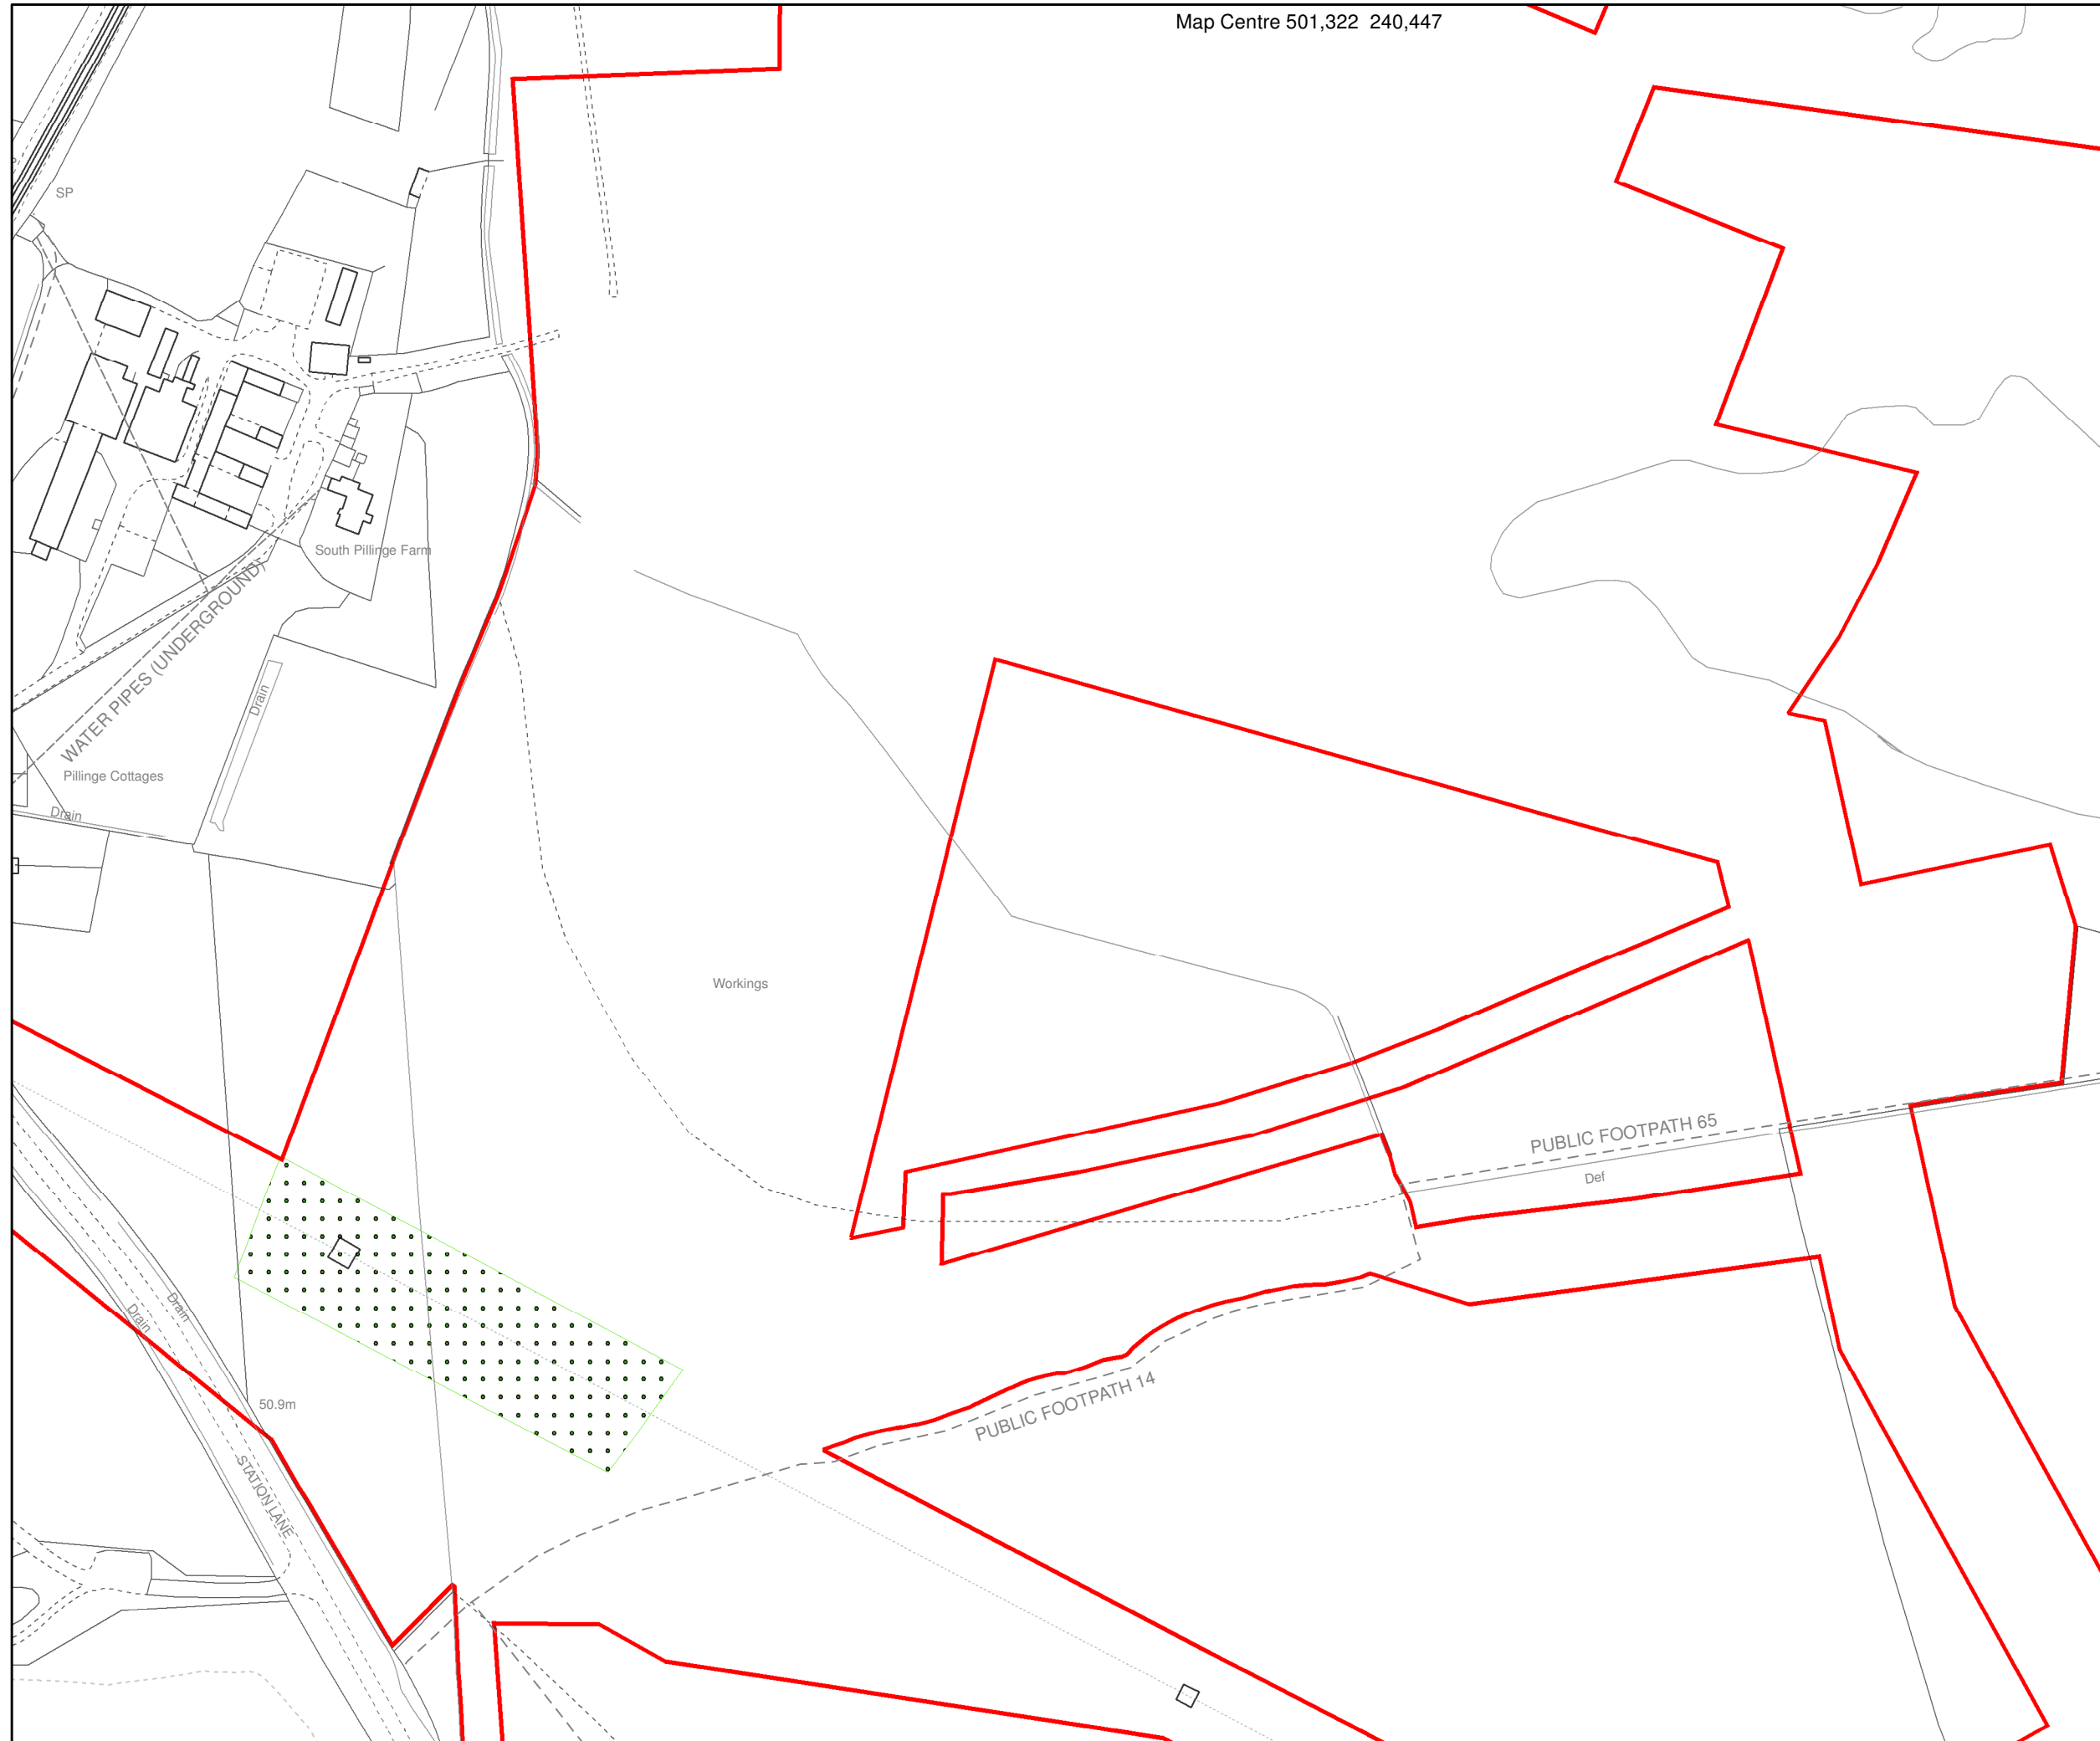 Map Centre 501,322 240,447
SP
South Pillinge Farm
WATER PIPES (UNDERGROUND)
Drain
Pillinge Cottages
Drain
Workings
PUBLIC FOOTPATH 65
Def
Drain
Drain
PUBLIC FOOTPATH 14
50.9m
STATION LANE